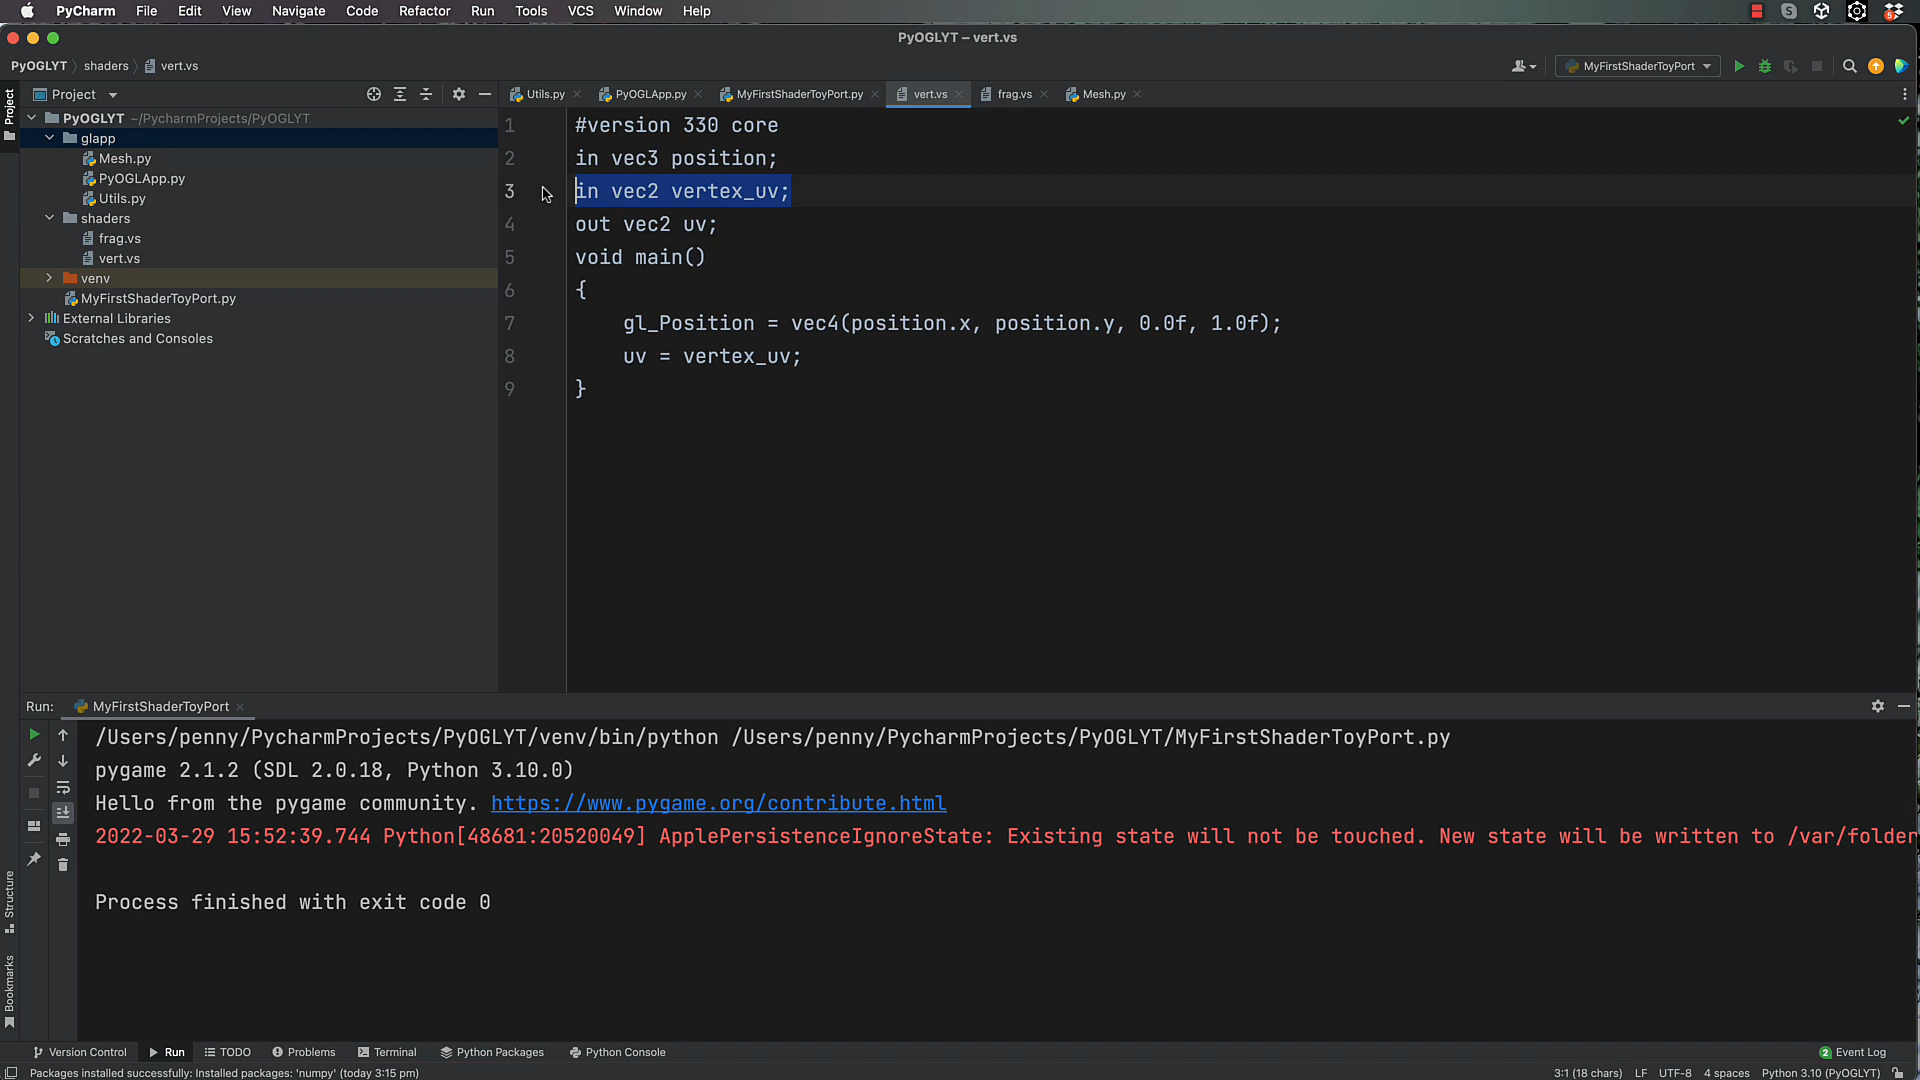 PyCharm File Edit View Navigate Code Refactor Run Tools VCS Window Help
PyOGLYT – vert.vs
PyOGLYT shaders vert.vs
MyFirstShaderToyPort
Project
Project
Utils.py PyOGLApp.py MyFirstShaderToyPort.py vert.vs frag.vs Mesh.py
PyOGLYT ~/PycharmProjects/PyOGLYT
glapp
Mesh.py
PyOGLApp.py
Utils.py
shaders
frag.vs
vert.vs
venv
MyFirstShaderToyPort.py
External Libraries
Scratches and Consoles
1 #version 330 core
2 in vec3 position;
3 in vec2 vertex_uv;
4 out vec2 uv;
5 void main()
6 {
7 gl_Position = vec4(position.x, position.y, 0.0f, 1.0f);
8 uv = vertex_uv;
9 }
Run: MyFirstShaderToyPort
/Users/penny/PycharmProjects/PyOGLYT/venv/bin/python /Users/penny/PycharmProjects/PyOGLYT/MyFirstShaderToyPort.py
pygame 2.1.2 (SDL 2.0.18, Python 3.10.0)
Hello from the pygame community. https://www.pygame.org/contribute.html
2022-03-29 15:52:39.744 Python[48681:20520049] ApplePersistenceIgnoreState: Existing state will not be touched. New state will be written to /var/folder
Process finished with exit code 0
Structure
Bookmarks
Version Control Run TODO Problems Terminal Python Packages Python Console 2 Event Log
Packages installed successfully: Installed packages: 'numpy' (today 3:15 pm) 3:1 (18 chars) LF UTF-8 4 spaces Python 3.10 (PyOGLYT)